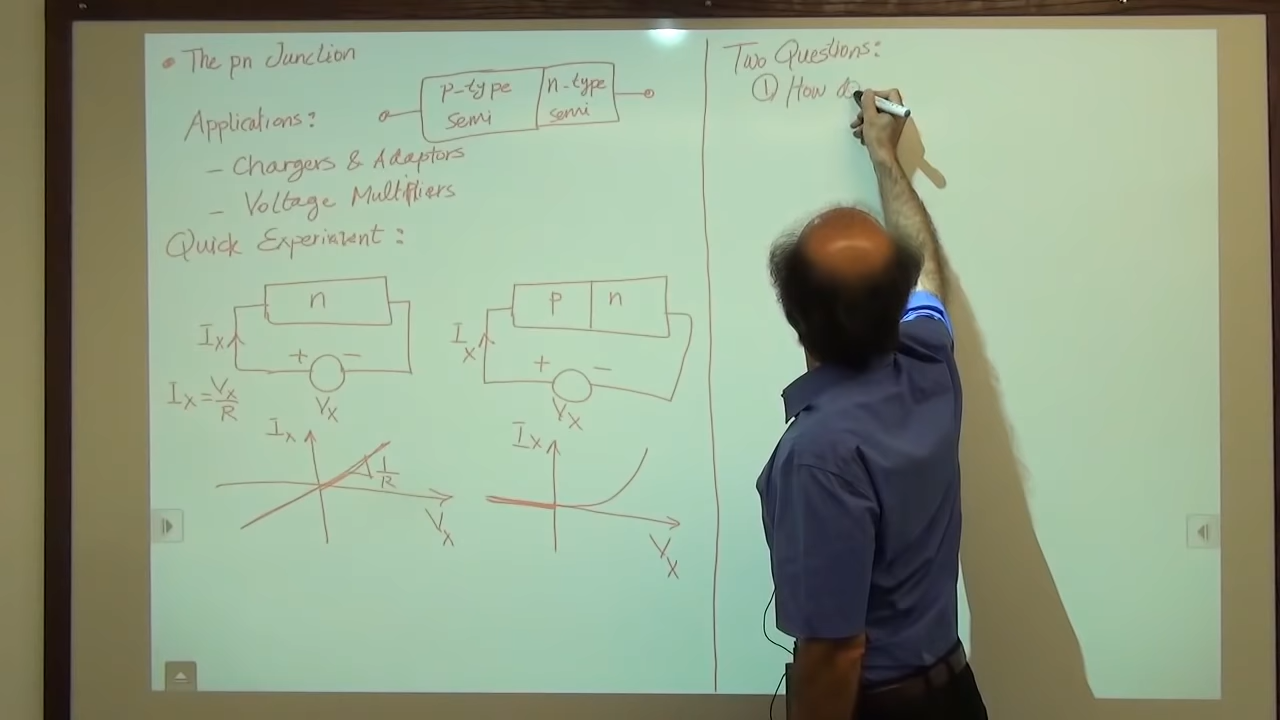 • The pn Junction
p-type
semi
n-type
semi
Applications:
- Chargers & Adaptors
- Voltage Multipliers
Quick Experiment:
n
Ix
+ −
Vx
Ix = Vx/R
Ix
1/R
Vx
p n
Ix
+ −
Vx
Ix
Vx
Two Questions:
① How do